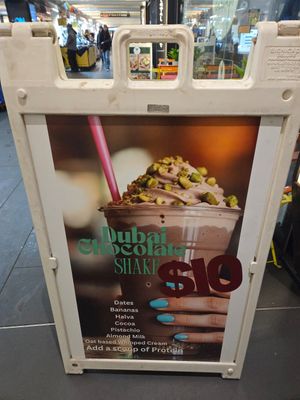 Dubai
Chocolate
SHAKE
$10
Dates
Bananas
Halva
Cocoa
Pistachio
Almond Milk
Oat based Whipped Cream
Add a scoop of Protein